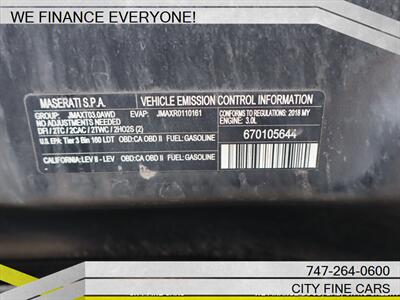 WE FINANCE EVERYONE!
MASERATI S.P.A.
VEHICLE EMISSION CONTROL INFORMATION
GROUP: JMAXT03.0AWD EVAP: JMAXR0110161
NO ADJUSTMENTS NEEDED
DFI / 2TC / 2CAC / 2TWC / 2HO2S (2)
CONFORMS TO REGULATIONS: 2018 MY
ENGINE: 3.0L
U.S. EPA: Tier 3 Bin 160 LDT OBD:CA OBD II FUEL:GASOLINE
670105644
CALIFORNIA:LEV II - LEV OBD:CA OBD II FUEL:GASOLINE
747-264-0600
CITY FINE CARS